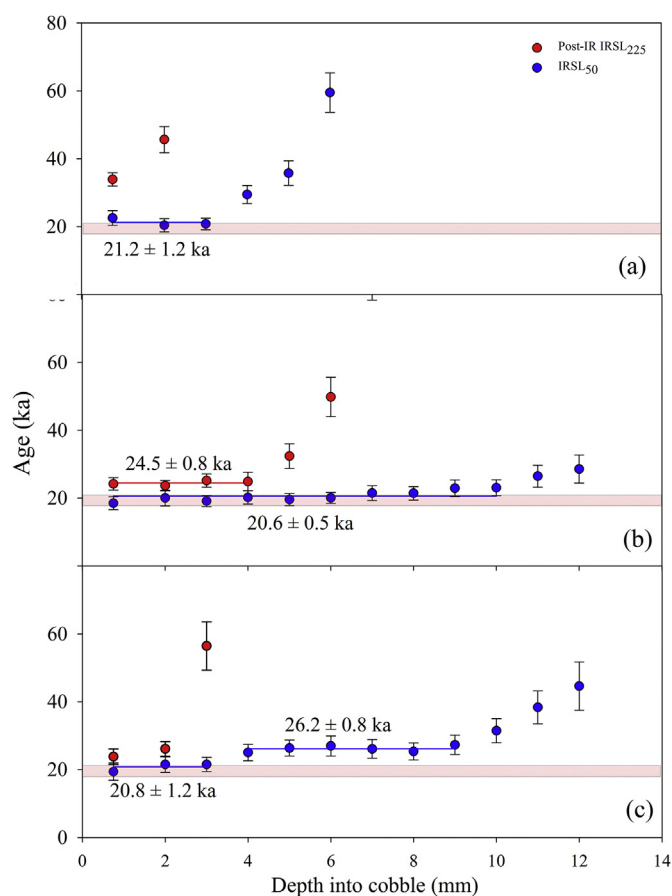 80
Post-IR IRSL225
IRSL50
60
40
20
21.2 ± 1.2 ka
(a)
80
60
40
24.5 ± 0.8 ka
20
20.6 ± 0.5 ka
(b)
Age (ka)
60
40
26.2 ± 0.8 ka
20
20.8 ± 1.2 ka
(c)
0
0 2 4 6 8 10 12 14
Depth into cobble (mm)